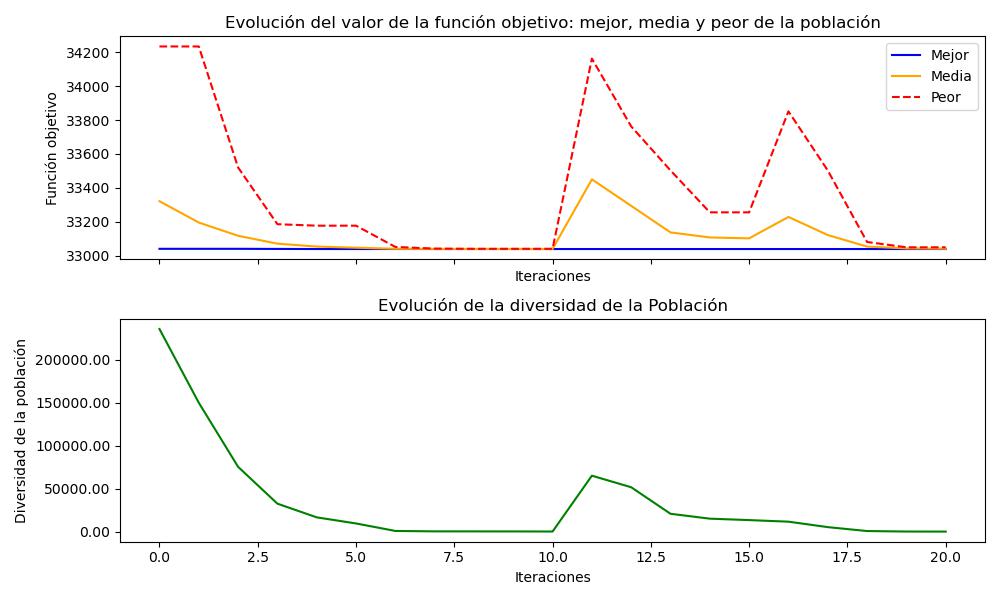 Evolución del valor de la función objetivo: mejor, media y peor de la población
Función objetivo
34200
34000
33800
33600
33400
33200
33000
Mejor
Media
Peor
Iteraciones
Evolución de la diversidad de la Población
Diversidad de la población
200000.00
150000.00
100000.00
50000.00
0.00
0.0 2.5 5.0 7.5 10.0 12.5 15.0 17.5 20.0
Iteraciones